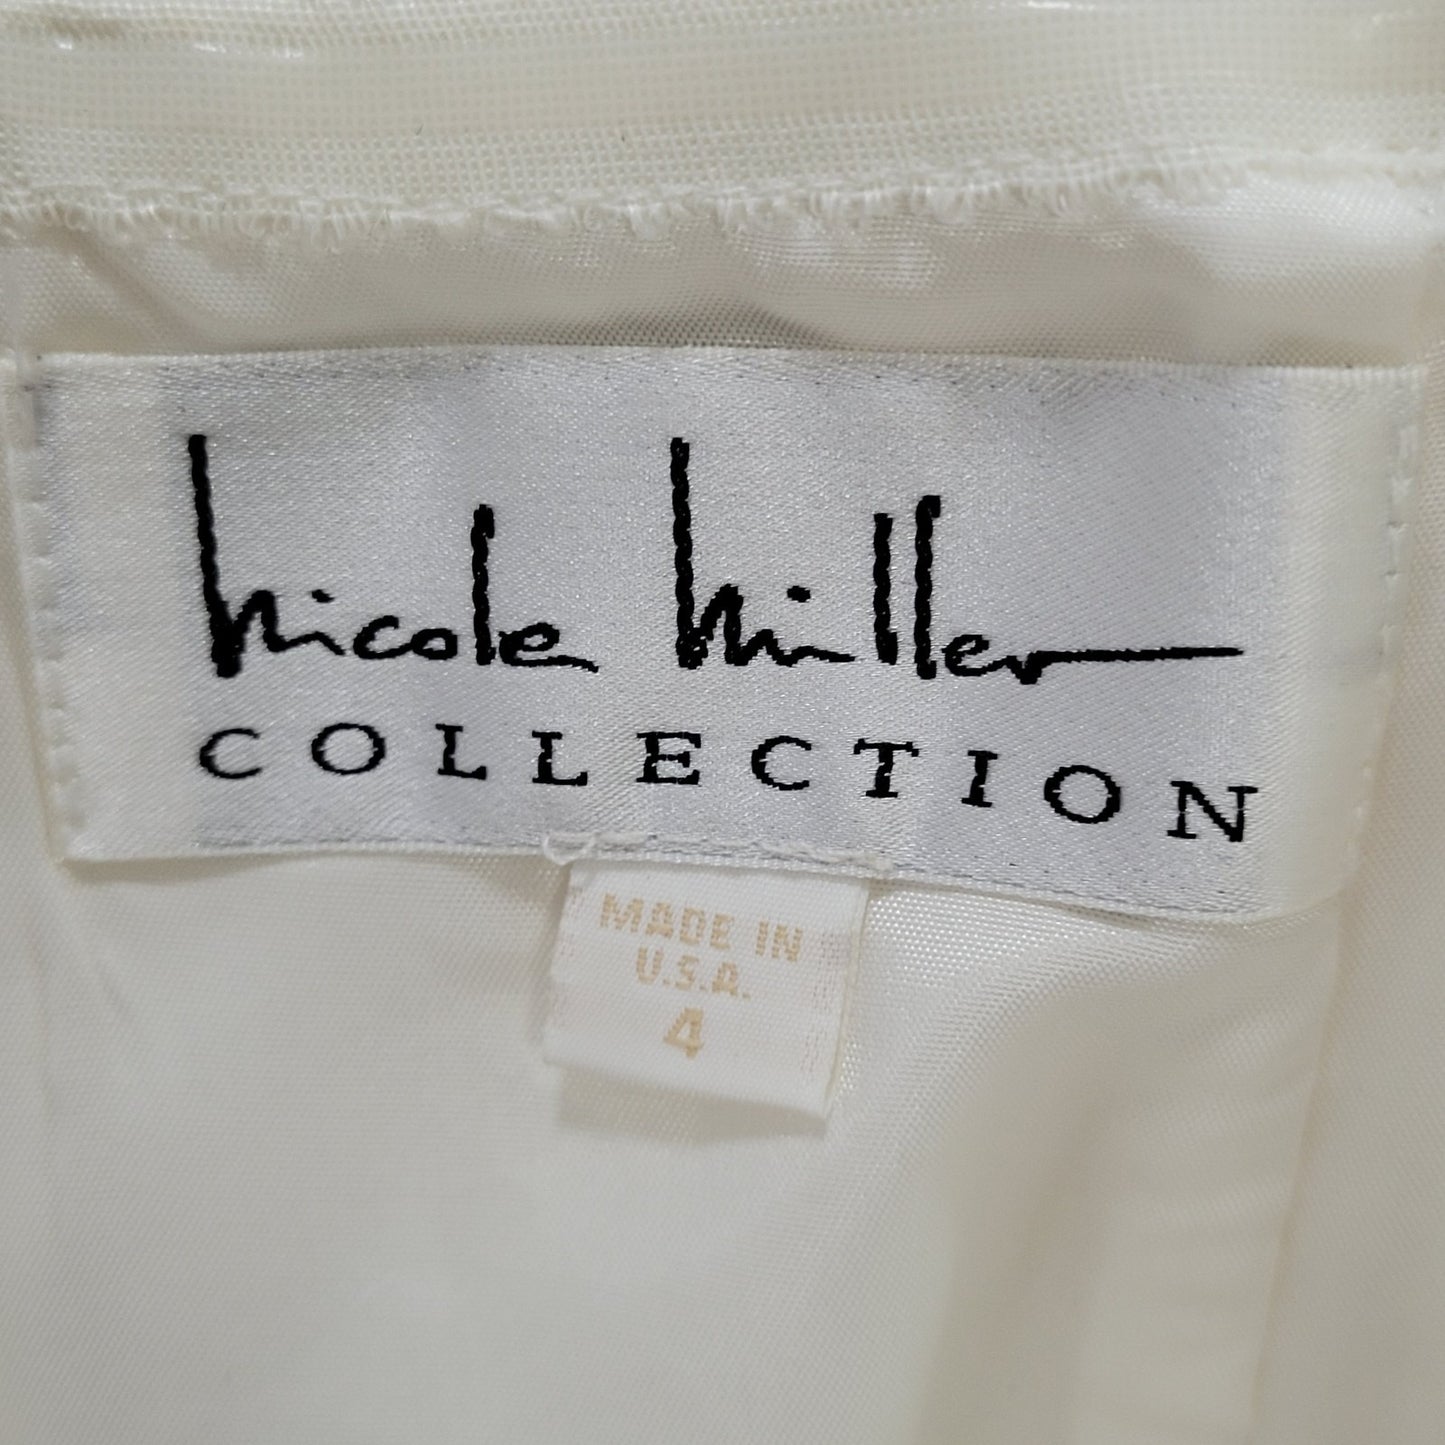 Nicole Miller
COLLECTION
MADE IN
U.S.A.
4